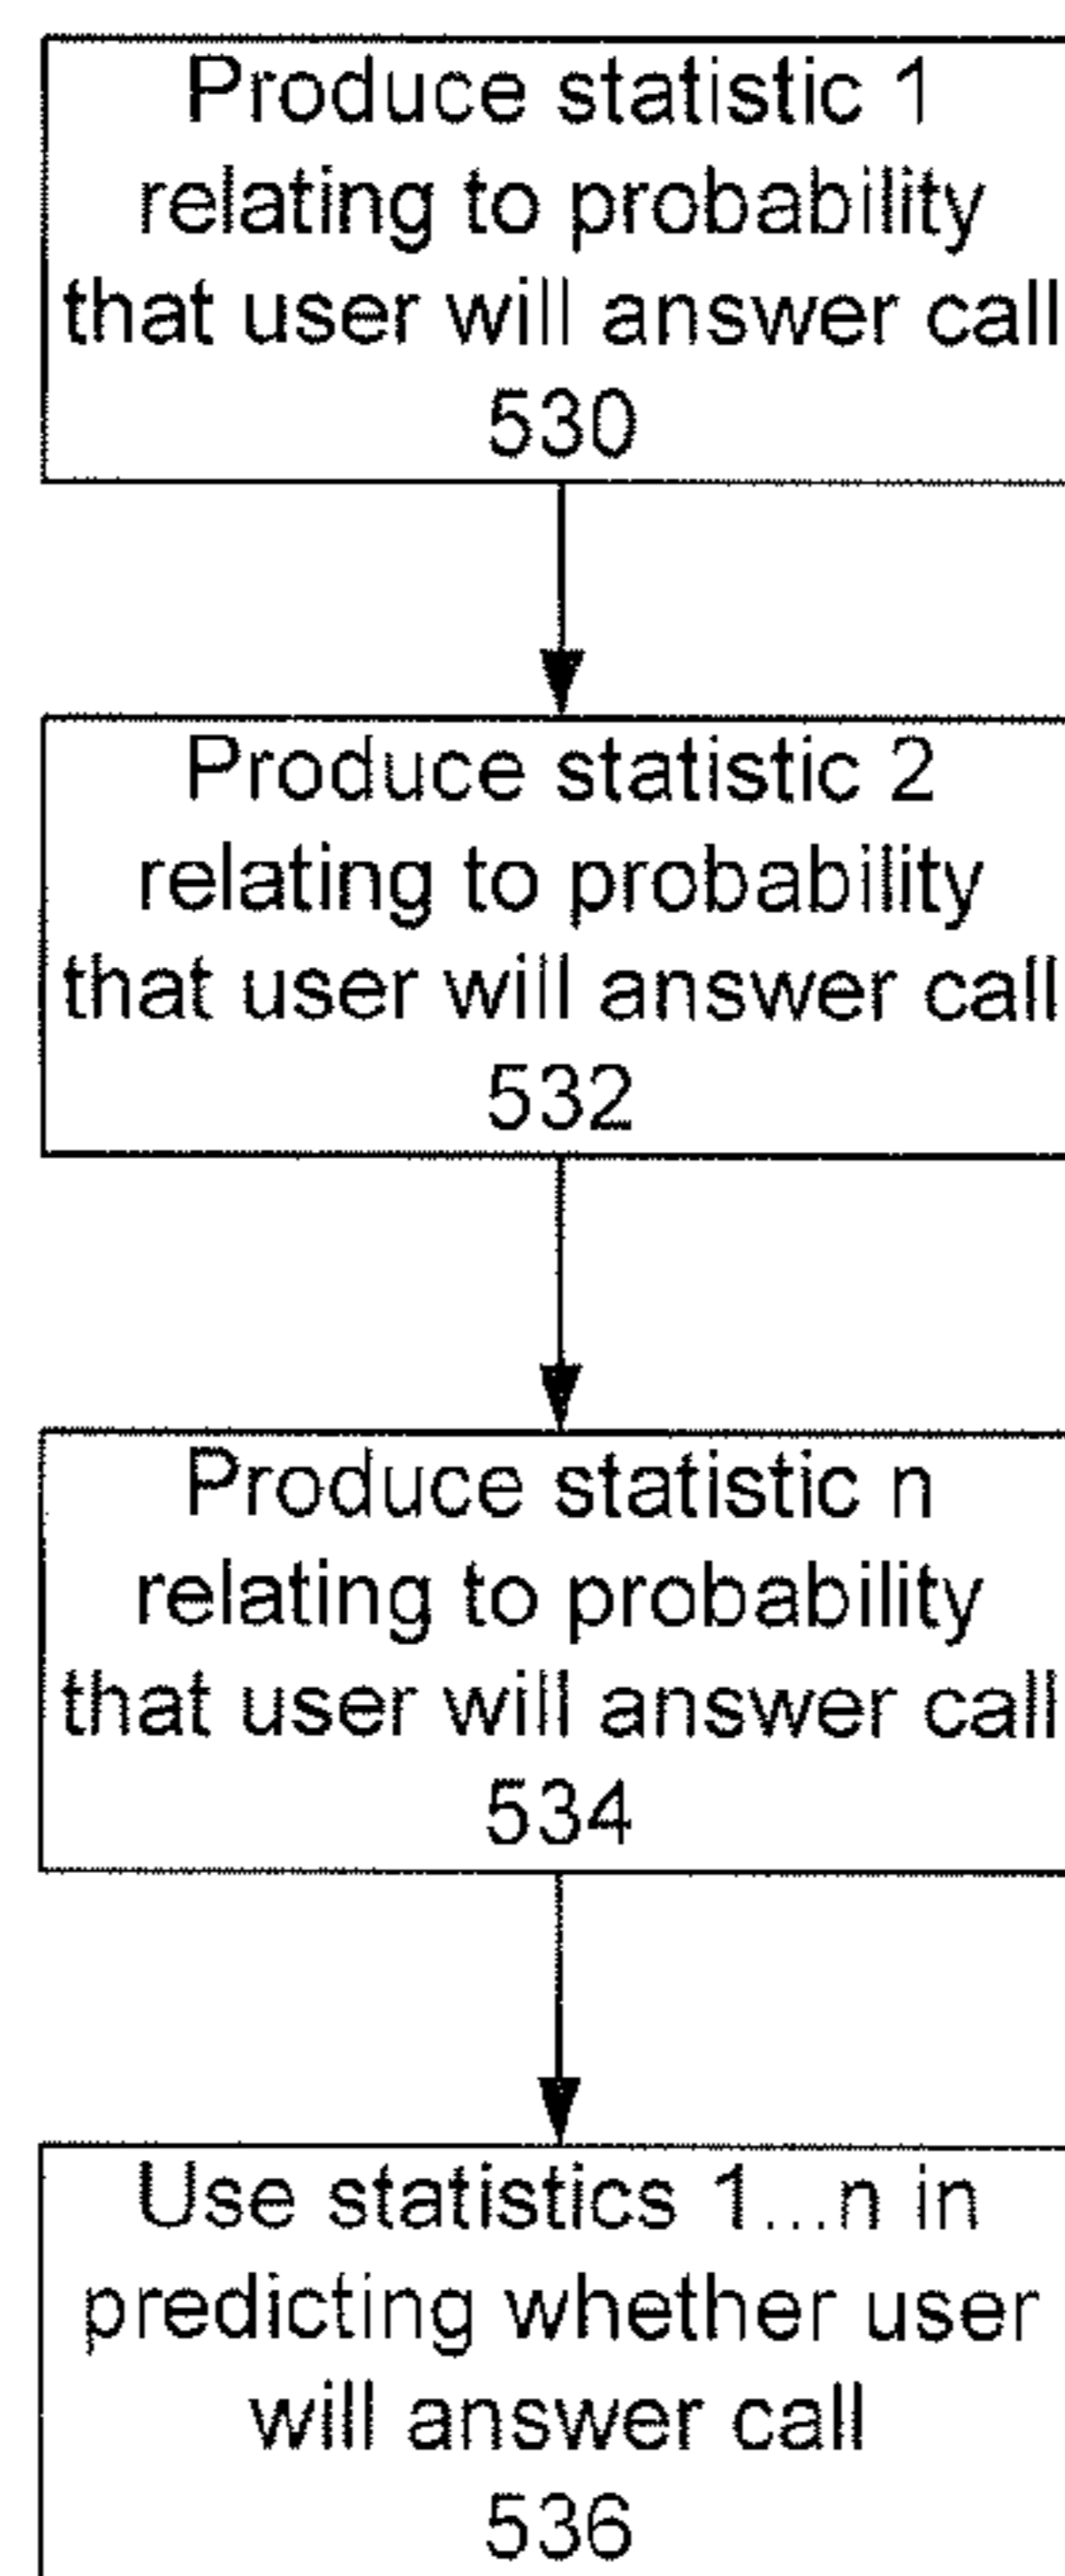 Produce statistic 1
relating to probability
that user will answer call
530
Produce statistic 2
relating to probability
that user will answer call
532
Produce statistic n
relating to probability
that user will answer call
534
Use statistics 1...n in
predicting whether user
will answer call
536